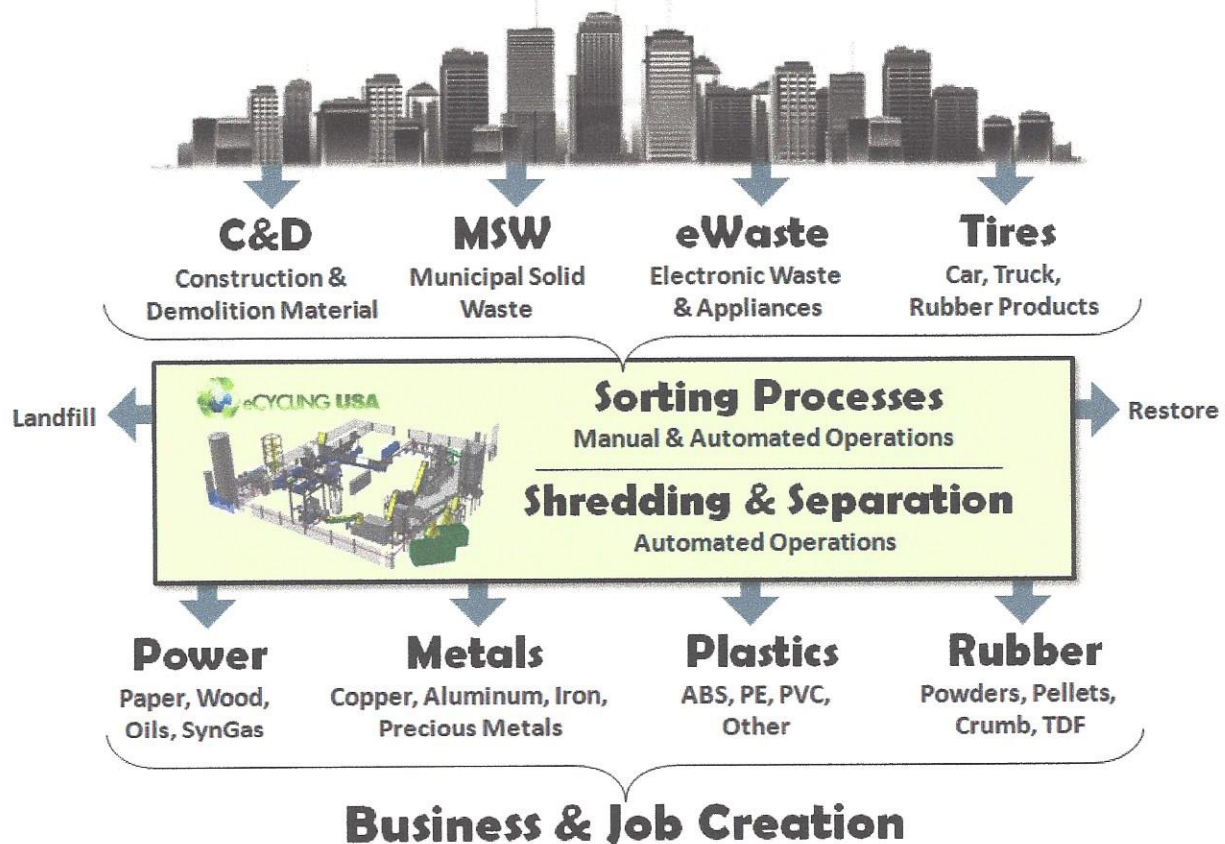 C&D
Construction &
Demolition Material
MSW
Municipal Solid
Waste
eWaste
Electronic Waste
& Appliances
Tires
Car, Truck,
Rubber Products
Landfill
eCYCLING USA
Sorting Processes
Manual & Automated Operations
Shredding & Separation
Automated Operations
Restore
Power
Paper, Wood,
Oils, SynGas
Metals
Copper, Aluminum, Iron,
Precious Metals
Plastics
ABS, PE, PVC,
Other
Rubber
Powders, Pellets,
Crumb, TDF
Business & Job Creation